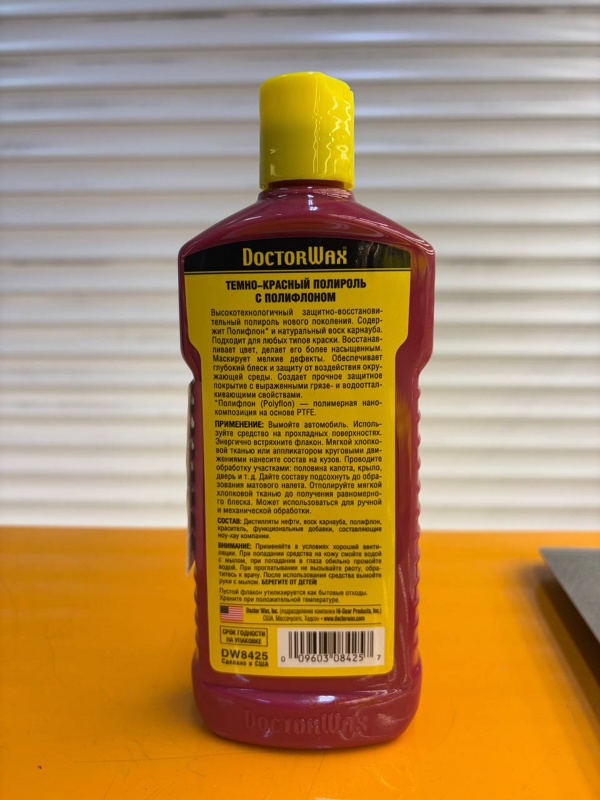 DOCTORWAX
ТЕМНО-КРАСНЫЙ ПОЛИРОЛЬ
С ПОЛИФЛОНОМ
Высокотехнологичный защитно-восстанови-
тельный полироль нового поколения. Содер-
жит Полифлон* и натуральный воск карнауба.
Подходит для любых типов краски. Восстанав-
ливает цвет, делает его более насыщенным.
Маскирует мелкие дефекты. Обеспечивает
глубокий блеск и защиту от воздействия окру-
жающей среды. Создает прочное защитное
покрытие с выраженными грязе- и водооттал-
кивающими свойствами.
*Полифлон (Polyflon) — полимерная нано-
композиция на основе PTFE.
ПРИМЕНЕНИЕ: Вымойте автомобиль. Исполь-
зуйте средство на прохладных поверхностях.
Энергично встряхните флакон. Мягкой хлопко-
вой тканью или аппликатором круговыми дви-
жениями нанесите состав на кузов. Проводите
обработку участками: половина капота, крыло,
дверь и т. д. Дайте составу подсохнуть до обра-
зования матового налета. Отполируйте мягкой
хлопковой тканью до получения равномерно-
го блеска. Может использоваться для ручной
и механической обработки.
СОСТАВ: Дистилляты нефти, воск карнауба, полифлон,
краситель, функциональные добавки, составляющие
ноу-хау компании.
ВНИМАНИЕ: Применяйте в условиях хорошей венти-
ляции. При попадании средства на кожу смойте водой
с мылом, при попадании в глаза обильно промойте
водой. При проглатывании не вызывайте рвоту, обра-
титесь к врачу. После использования средства вымойте
руки с мылом. БЕРЕГИТЕ ОТ ДЕТЕЙ!
Пустой флакон утилизируется как бытовые отходы.
Храните при положительной температуре.
Doctor Wax, Inc. (подразделение компании Hi-Gear Products, Inc.)
США, Массачусетс, Тодсон • www.doctorwax.com
СРОК ГОДНОСТИ
НА УПАКОВКЕ
DW8425
Сделано в США
0 09603 08425 7
DOCTORWAX